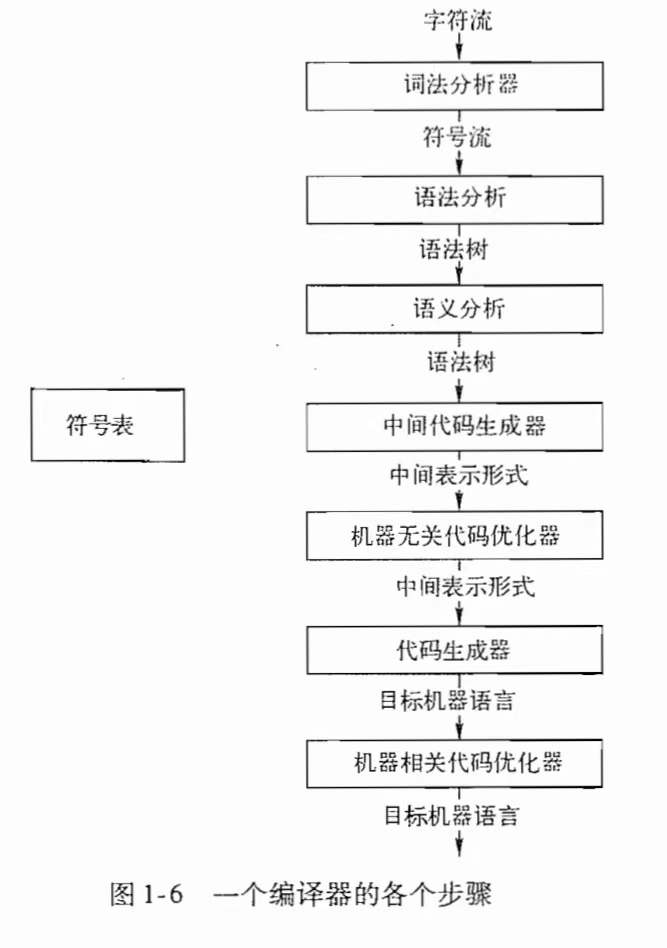 字符流
词法分析器
符号流
语法分析
语法树
语义分析
语法树
符号表
中间代码生成器
中间表示形式
机器无关代码优化器
中间表示形式
代码生成器
目标机器语言
机器相关代码优化器
目标机器语言
图 1-6 一个编译器的各个步骤